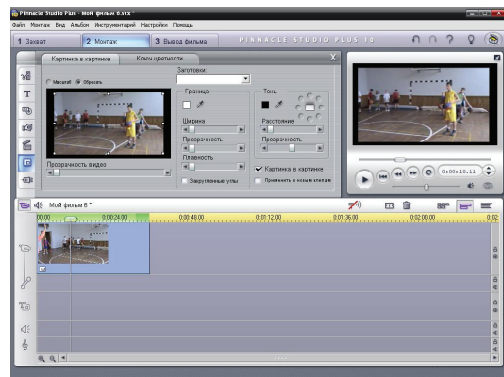 Pinnacle Studio Plus - Мой фильм 6.stx *
Файл Монтаж Вид Альбом Инструментарий Настройки Помощь
1 Захват
2 Монтаж
3 Вывод фильма
PINNACLE STUDIO PLUS 10
Картинка в картинке
Ключ цветности
X
Заготовки:
Масштаб
Обрезать
Граница
Тень
Ширина
Расстояние
Прозрачность
Прозрачность
Плавность
Прозрачность видео
Закругленные углы
Картинка в картинке
Применить к новым клипам
0:00:10.11
Мой фильм 6 *
00:00
0:00:24.00
0:00:48.00
0:01:12.00
0:01:36.00
0:02:00.00
0:02: